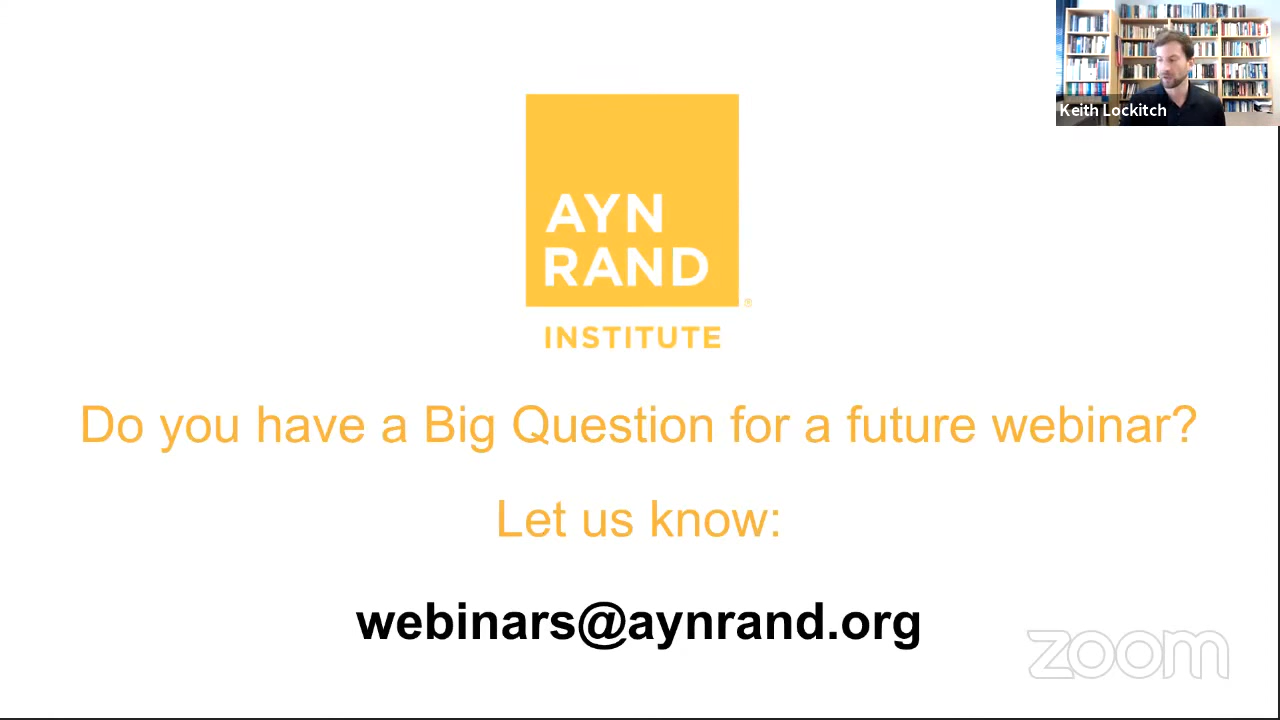 Keith Lockitch
AYN
RAND
®
INSTITUTE
Do you have a Big Question for a future webinar?
Let us know:
webinars@aynrand.org
zoom